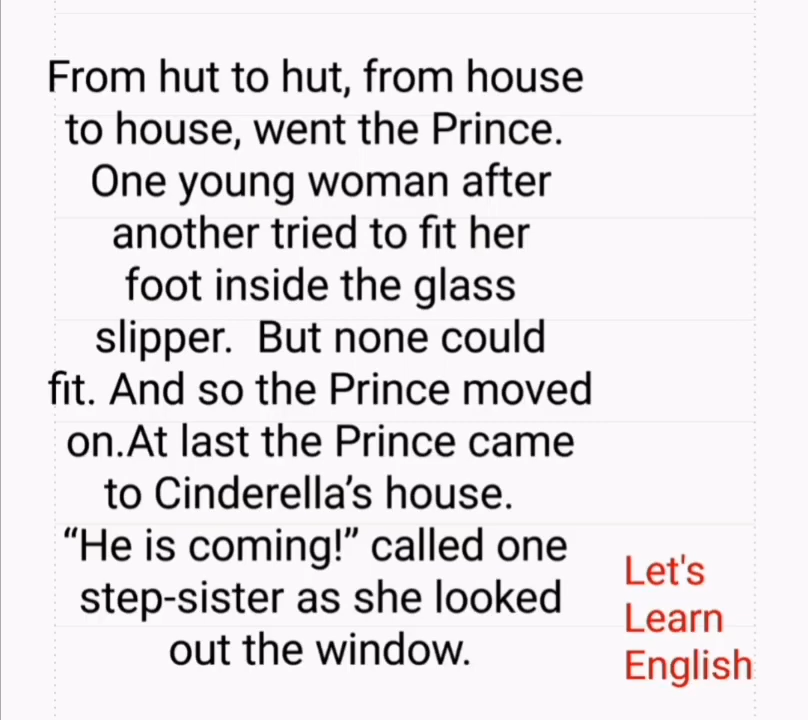 From hut to hut, from house
to house, went the Prince.
One young woman after
another tried to fit her
foot inside the glass
slipper.  But none could
fit. And so the Prince moved
on.At last the Prince came
to Cinderella’s house.
“He is coming!” called one
step-sister as she looked
out the window.
Let's
Learn
English